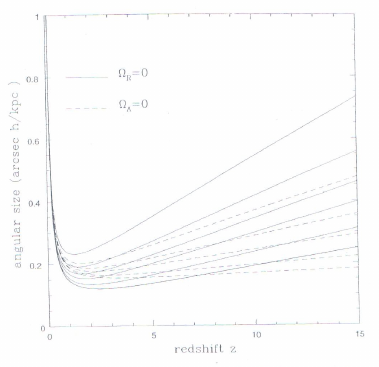 1
0.8
0.6
0.4
0.2
0
angular size (arcsec h/kpc )
Ω_R=0
Ω_Λ=0
0 5 10 15
redshift z